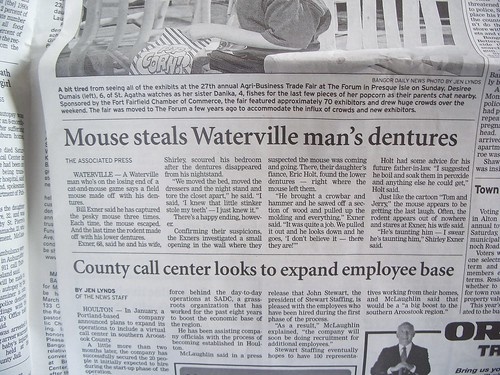 BANGOR DAILY NEWS PHOTO BY JEN LYNDS
A bit tired from seeing all of the exhibits at the 27th annual Agri-Business Trade Fair at The Forum in Presque Isle on Sunday, Desiree
Dumais (left), 6, of St. Agatha watches as her sister Danika, 4, fishes for the last few pieces of her popcorn as their parents chat nearby.
Sponsored by the Fort Fairfield Chamber of Commerce, the fair featured approximately 70 exhibitors and drew huge crowds over the
weekend. The fair was moved to The Forum a few years ago to accommodate the influx of crowds and new exhibitors.
Mouse steals Waterville man's dentures
THE ASSOCIATED PRESS
WATERVILLE — A Waterville
man who's on the losing end of a
cat-and-mouse game says a field
mouse made off with his den-
tures.
Bill Exner said he has captured
the pesky mouse three times.
Each time, the mouse escaped.
And the last time the rodent made
off with his lower dentures.
Exner, 68, said he and his wife,
Shirley, scoured his bedroom
after the dentures disappeared
from his nightstand.
"We moved the bed, moved the
dressers and the night stand and
tore the closet apart," he said. "I
said, 'I knew that little stinker
stole my teeth' — I just knew it."
There's a happy ending, howev-
er.
Confirming their suspicions,
the Exners investigated a small
opening in the wall where they
suspected the mouse was coming
and going. There, their daughter's
fiance, Eric Holt, found the lower
dentures — right where the
mouse left them.
"He brought a crowbar and
hammer and he sawed off a sec-
tion of wood and pulled up the
molding and everything," Exner
said. "It was quite a job. We pulled
it out and he looks down and he
goes, 'I don't believe it — there
they are!'"
Holt had some advice for his
future father-in-law: "I suggested
he boil and soak them in peroxide
and anything else he could get,"
Holt said.
Just like the cartoon "Tom and
Jerry," the mouse appears to be
getting the last laugh. Often, the
rodent appears out of nowhere
and stares at Exner, his wife said.
"He's taunting him — I swear
he's taunting him," Shirley Exner
said.
County call center looks to expand employee base
BY JEN LYNDS
OF THE NEWS STAFF
HOULTON — In January, a
Portland-based company
announced plans to expand its
operations to include a virtual
call center in southern Aroos-
took County.
A little more than two
months later, the company has
successfully secured the 20 peo-
ple it initially expected to hire
during the start-up phase of the
operation.
force behind the day-to-day
operations at SADC, a grass-
roots organization that has
worked for the past eight years
to boost the economic base of
the region.
He has been assisting compa-
ny officials with the process of
becoming established in Houl-
ton.
McLaughlin said in a press
release that John Stewart, the
president of Stewart Staffing, is
pleased with the employees who
have been hired during the first
phase of the process.
"As a result," McLaughlin
explained, "the company will
soon be doing recruitment for
additional employees."
Stewart Staffing eventually
hopes to have 100 representa-
tives working from their homes,
and McLaughlin said that
would be a "a big boost to the
southern Aroostook region."
Town